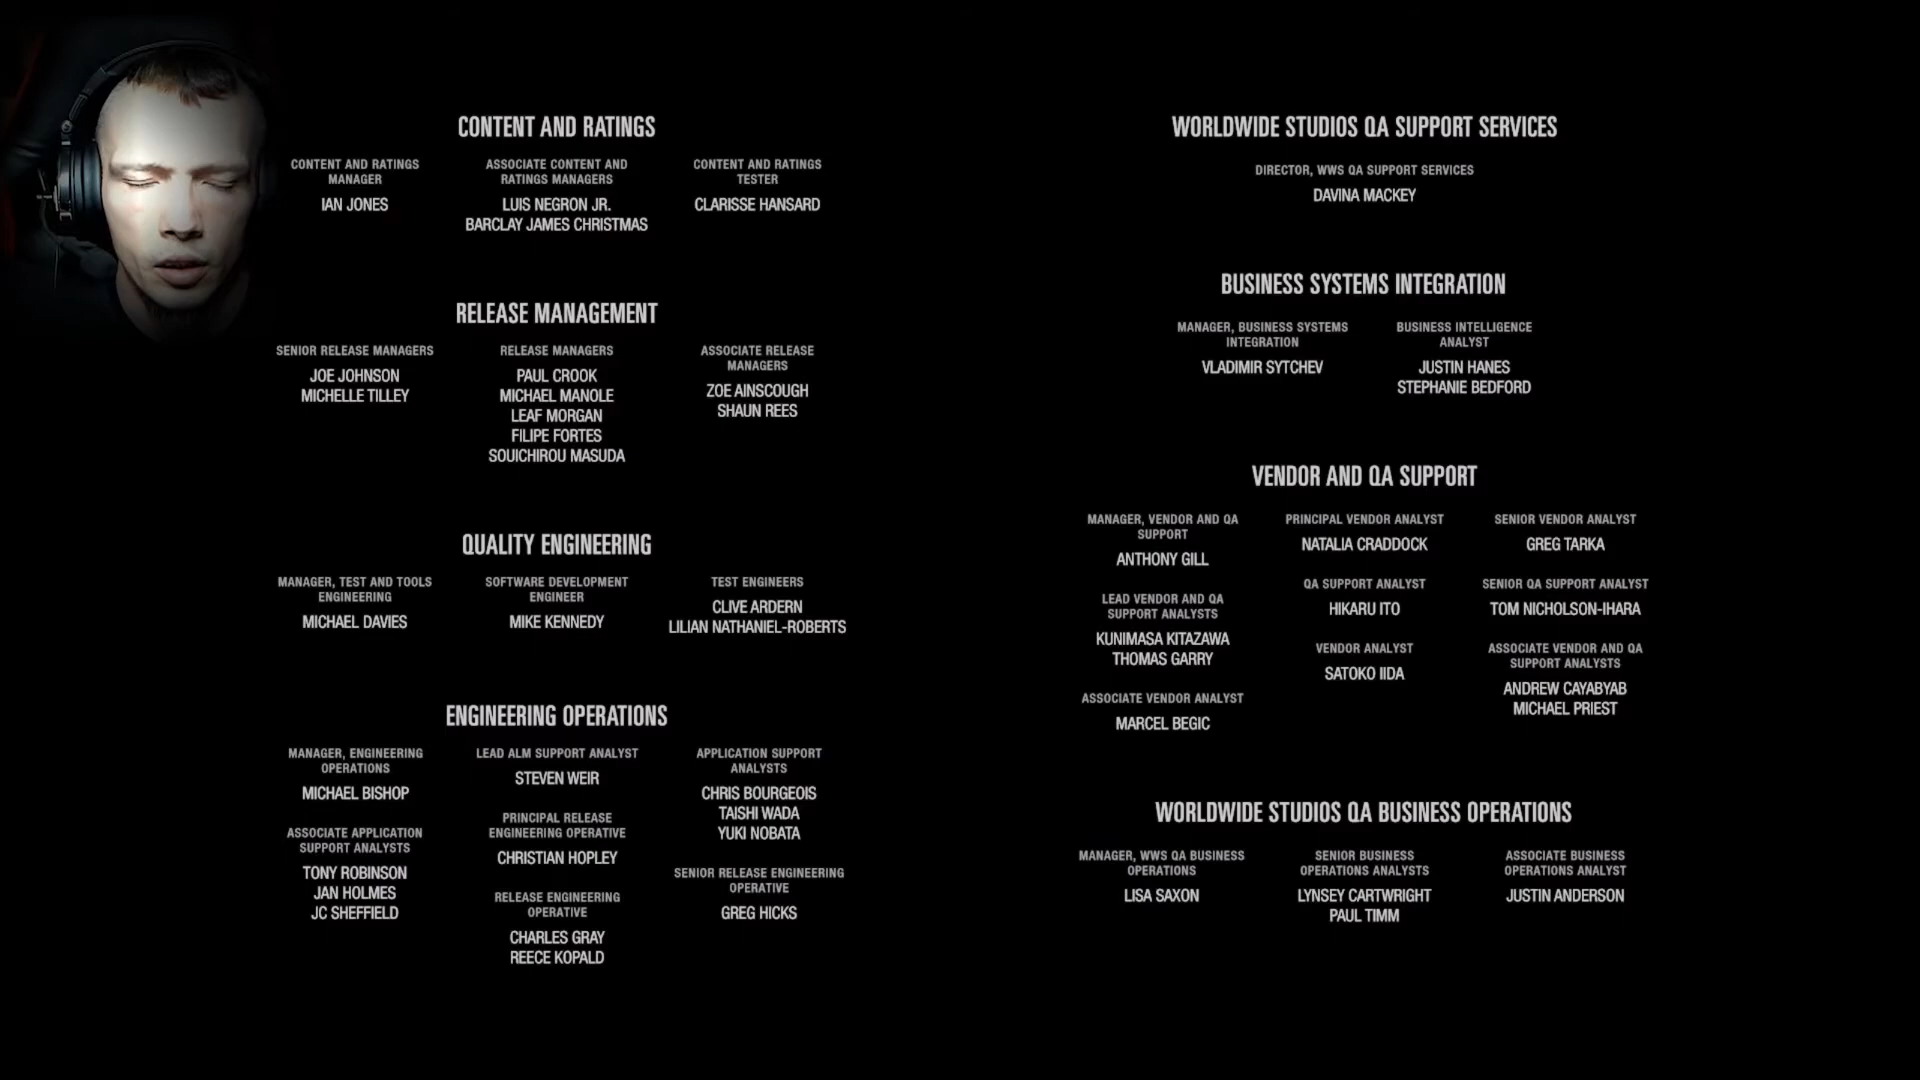 CONTENT AND RATINGS
CONTENT AND RATINGS
MANAGER
IAN JONES
ASSOCIATE CONTENT AND
RATINGS MANAGERS
LUIS NEGRON JR.
BARCLAY JAMES CHRISTMAS
CONTENT AND RATINGS
TESTER
CLARISSE HANSARD
RELEASE MANAGEMENT
SENIOR RELEASE MANAGERS
JOE JOHNSON
MICHELLE TILLEY
RELEASE MANAGERS
PAUL CROOK
MICHAEL MANOLE
LEAF MORGAN
FILIPE FORTES
SOUICHIROU MASUDA
ASSOCIATE RELEASE
MANAGERS
ZOE AINSCOUGH
SHAUN REES
QUALITY ENGINEERING
MANAGER, TEST AND TOOLS
ENGINEERING
MICHAEL DAVIES
SOFTWARE DEVELOPMENT
ENGINEER
MIKE KENNEDY
TEST ENGINEERS
CLIVE ARDERN
LILIAN NATHANIEL-ROBERTS
ENGINEERING OPERATIONS
MANAGER, ENGINEERING
OPERATIONS
MICHAEL BISHOP
ASSOCIATE APPLICATION
SUPPORT ANALYSTS
TONY ROBINSON
JAN HOLMES
JC SHEFFIELD
LEAD ALM SUPPORT ANALYST
STEVEN WEIR
PRINCIPAL RELEASE
ENGINEERING OPERATIVE
CHRISTIAN HOPLEY
RELEASE ENGINEERING
OPERATIVE
CHARLES GRAY
REECE KOPALD
APPLICATION SUPPORT
ANALYSTS
CHRIS BOURGEOIS
TAISHI WADA
YUKI NOBATA
SENIOR RELEASE ENGINEERING
OPERATIVE
GREG HICKS
WORLDWIDE STUDIOS QA SUPPORT SERVICES
DIRECTOR, WWS QA SUPPORT SERVICES
DAVINA MACKEY
BUSINESS SYSTEMS INTEGRATION
MANAGER, BUSINESS SYSTEMS
INTEGRATION
VLADIMIR SYTCHEV
BUSINESS INTELLIGENCE
ANALYST
JUSTIN HANES
STEPHANIE BEDFORD
VENDOR AND QA SUPPORT
MANAGER, VENDOR AND QA
SUPPORT
ANTHONY GILL
LEAD VENDOR AND QA
SUPPORT ANALYSTS
KUNIMASA KITAZAWA
THOMAS GARRY
ASSOCIATE VENDOR ANALYST
MARCEL BEGIC
PRINCIPAL VENDOR ANALYST
NATALIA CRADDOCK
QA SUPPORT ANALYST
HIKARU ITO
VENDOR ANALYST
SATOKO IIDA
SENIOR VENDOR ANALYST
GREG TARKA
SENIOR QA SUPPORT ANALYST
TOM NICHOLSON-IHARA
ASSOCIATE VENDOR AND QA
SUPPORT ANALYSTS
ANDREW CAYABYAB
MICHAEL PRIEST
WORLDWIDE STUDIOS QA BUSINESS OPERATIONS
MANAGER, WWS QA BUSINESS
OPERATIONS
LISA SAXON
SENIOR BUSINESS
OPERATIONS ANALYSTS
LYNSEY CARTWRIGHT
PAUL TIMM
ASSOCIATE BUSINESS
OPERATIONS ANALYST
JUSTIN ANDERSON